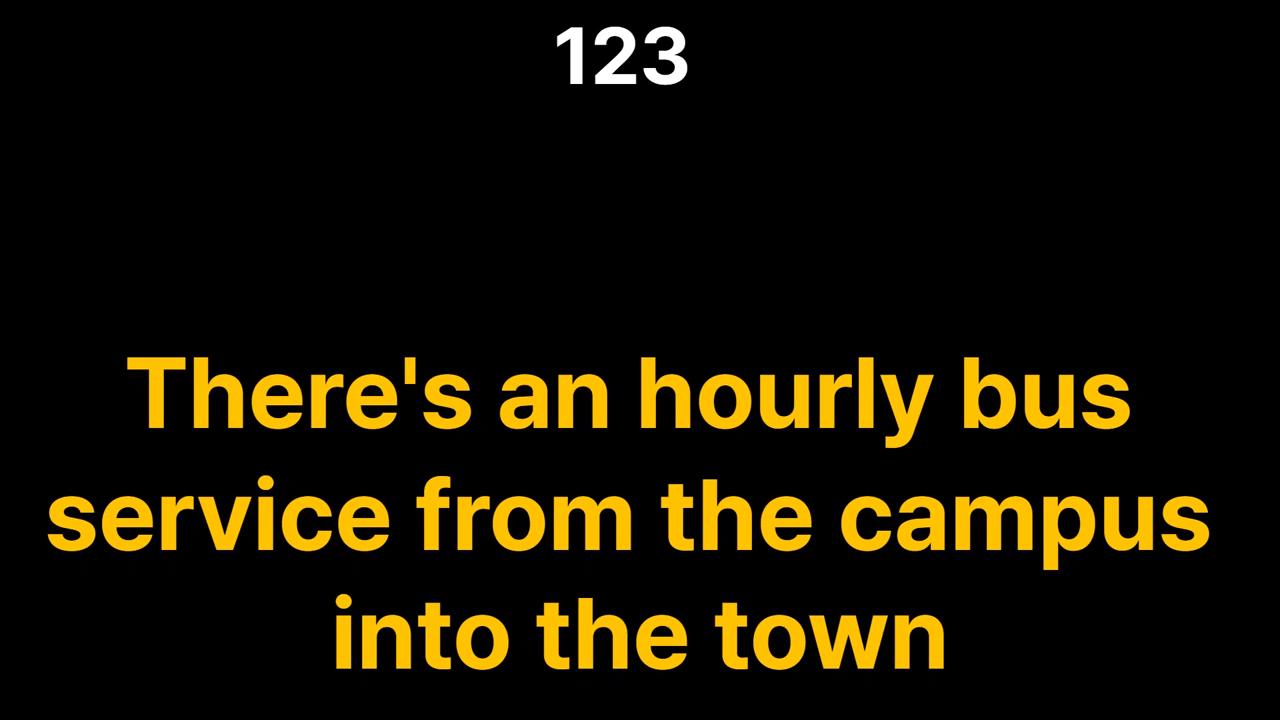 123
There's an hourly bus
service from the campus
into the town